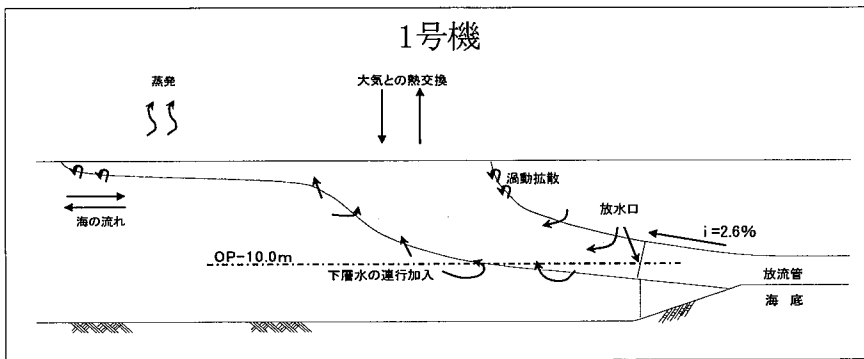 1号機
蒸発
大気との熱交換
渦動拡散
放水口
海の流れ
i=2.6%
OP-10.0m
下層水の連行加入
放流管
海 底